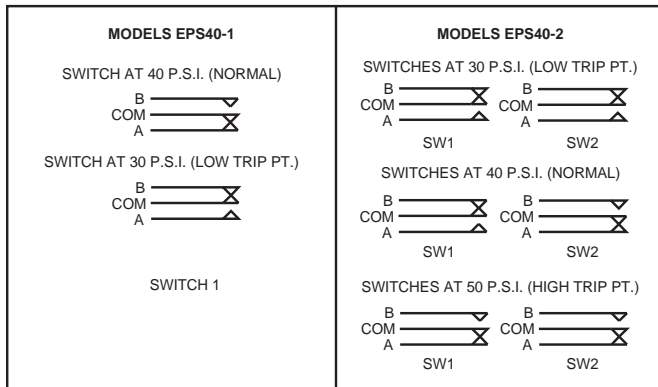 MODELS EPS40-1
SWITCH AT 40 P.S.I. (NORMAL)
B
COM
A
SWITCH AT 30 P.S.I. (LOW TRIP PT.)
B
COM
A
SWITCH 1
MODELS EPS40-2
SWITCHES AT 30 P.S.I. (LOW TRIP PT.)
B B
COM COM
A A
SW1 SW2
SWITCHES AT 40 P.S.I. (NORMAL)
B B
COM COM
A A
SW1 SW2
SWITCHES AT 50 P.S.I. (HIGH TRIP PT.)
B B
COM COM
A A
SW1 SW2